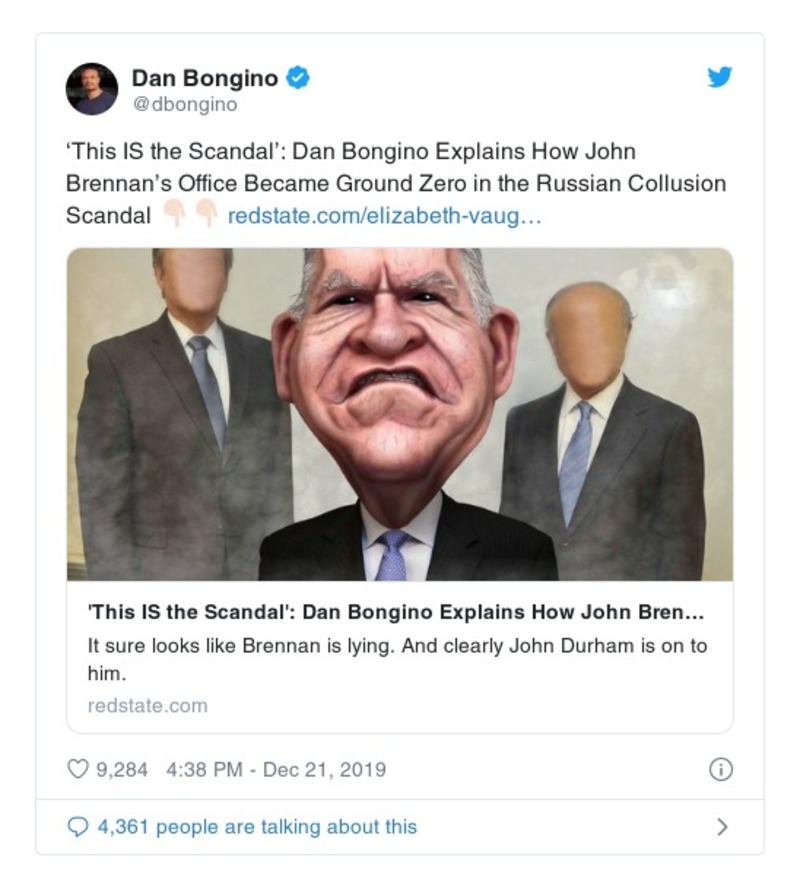 Dan Bongino
@dbongino
‘This IS the Scandal’: Dan Bongino Explains How John
Brennan’s Office Became Ground Zero in the Russian Collusion
Scandal 👇🏻👇🏻 redstate.com/elizabeth-vaug…
'This IS the Scandal': Dan Bongino Explains How John Bren…
It sure looks like Brennan is lying. And clearly John Durham is on to
him.
redstate.com
9,284 4:38 PM - Dec 21, 2019
4,361 people are talking about this